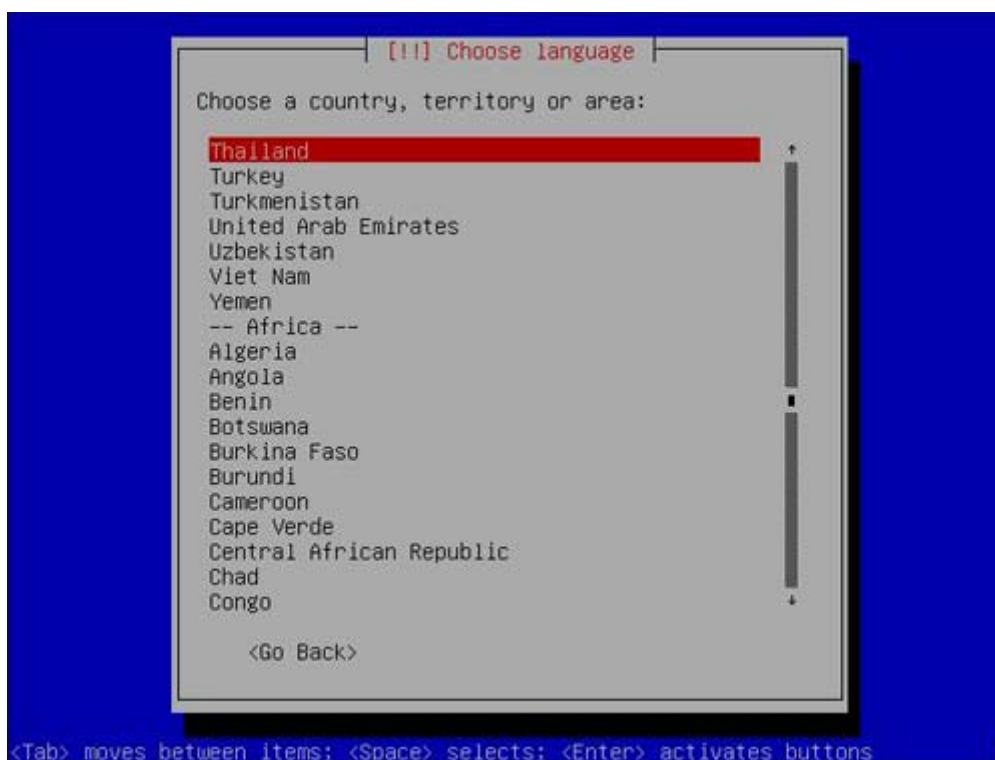 [!!] Choose language
Choose a country, territory or area:
Thailand
Turkey
Turkmenistan
United Arab Emirates
Uzbekistan
Viet Nam
Yemen
-- Africa --
Algeria
Angola
Benin
Botswana
Burkina Faso
Burundi
Cameroon
Cape Verde
Central African Republic
Chad
Congo
<Go Back>
<Tab> moves between items; <Space> selects; <Enter> activates buttons